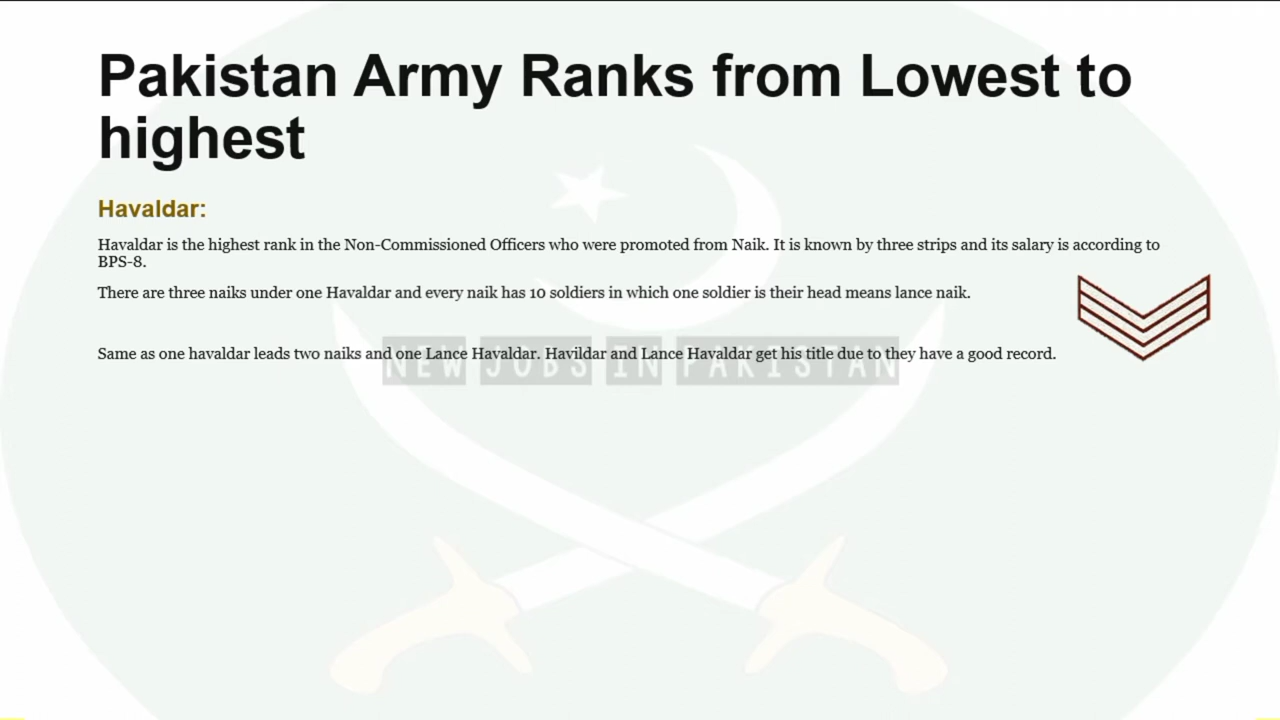 Pakistan Army Ranks from Lowest to
highest
Havaldar:
Havaldar is the highest rank in the Non-Commissioned Officers who were promoted from Naik. It is known by three strips and its salary is according to
BPS-8.
There are three naiks under one Havaldar and every naik has 10 soldiers in which one soldier is their head means lance naik.
Same as one havaldar leads two naiks and one Lance Havaldar. Havildar and Lance Havaldar get his title due to they have a good record.
NEW JOBS IN PAKISTAN